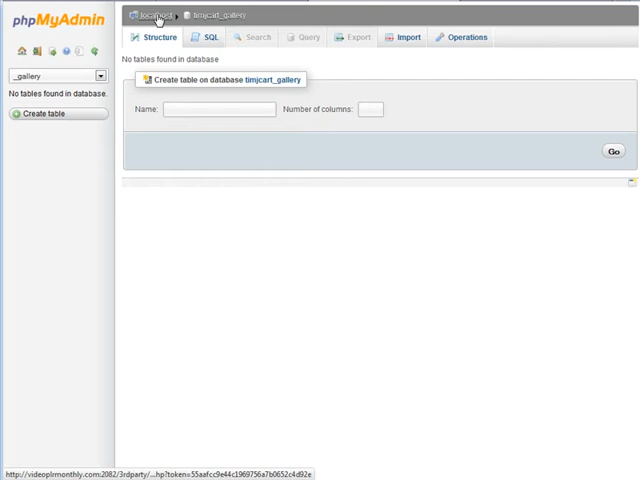 phpMyAdmin
localhost
timjcart_gallery
Structure
SQL
Search
Query
Export
Import
Operations
_gallery
No tables found in database.
Create table
No tables found in database
Create table on database timjcart_gallery
Name:
Number of columns:
Go
http://videoplrmonthly.com:2082/3rdparty/...hp?token=55aafcc9e44c1969756a7b0652c4d92e